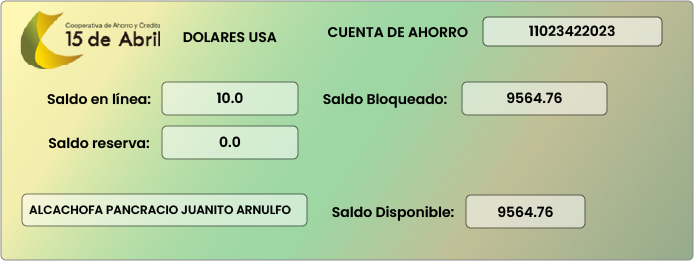 Cooperativa de Ahorro y Crédito
15 de Abril
DOLARES USA
CUENTA DE AHORRO 11023422023
Saldo en línea: 10.0
Saldo Bloqueado: 9564.76
Saldo reserva: 0.0
ALCACHOFA PANCRACIO JUANITO ARNULFO
Saldo Disponible: 9564.76